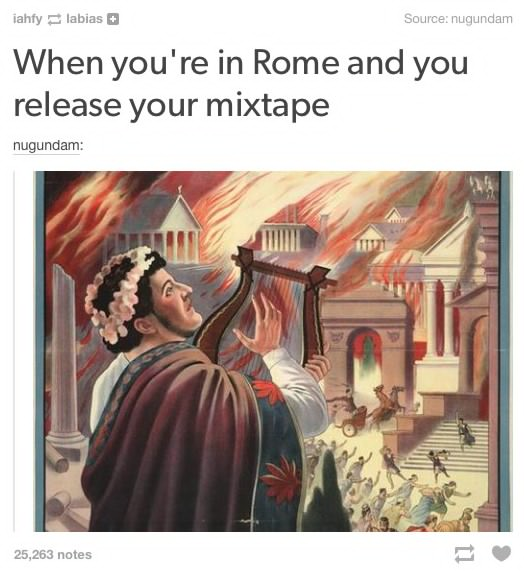 iahfy labias
Source: nugundam
When you're in Rome and you
release your mixtape
nugundam:
25,263 notes